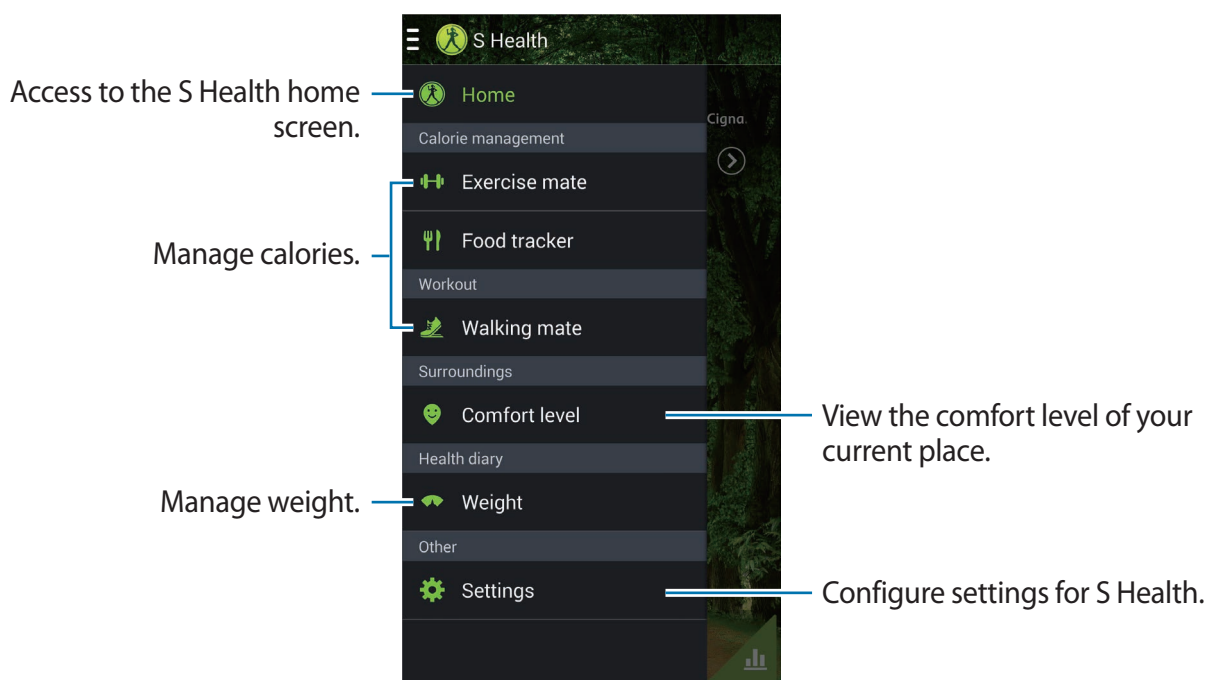 S Health
Access to the S Health home
screen.
Home
Cigna.
Calorie management
Exercise mate
Manage calories.
Food tracker
Workout
Walking mate
Surroundings
Comfort level
View the comfort level of your
current place.
Health diary
Manage weight.
Weight
Other
Settings
Configure settings for S Health.